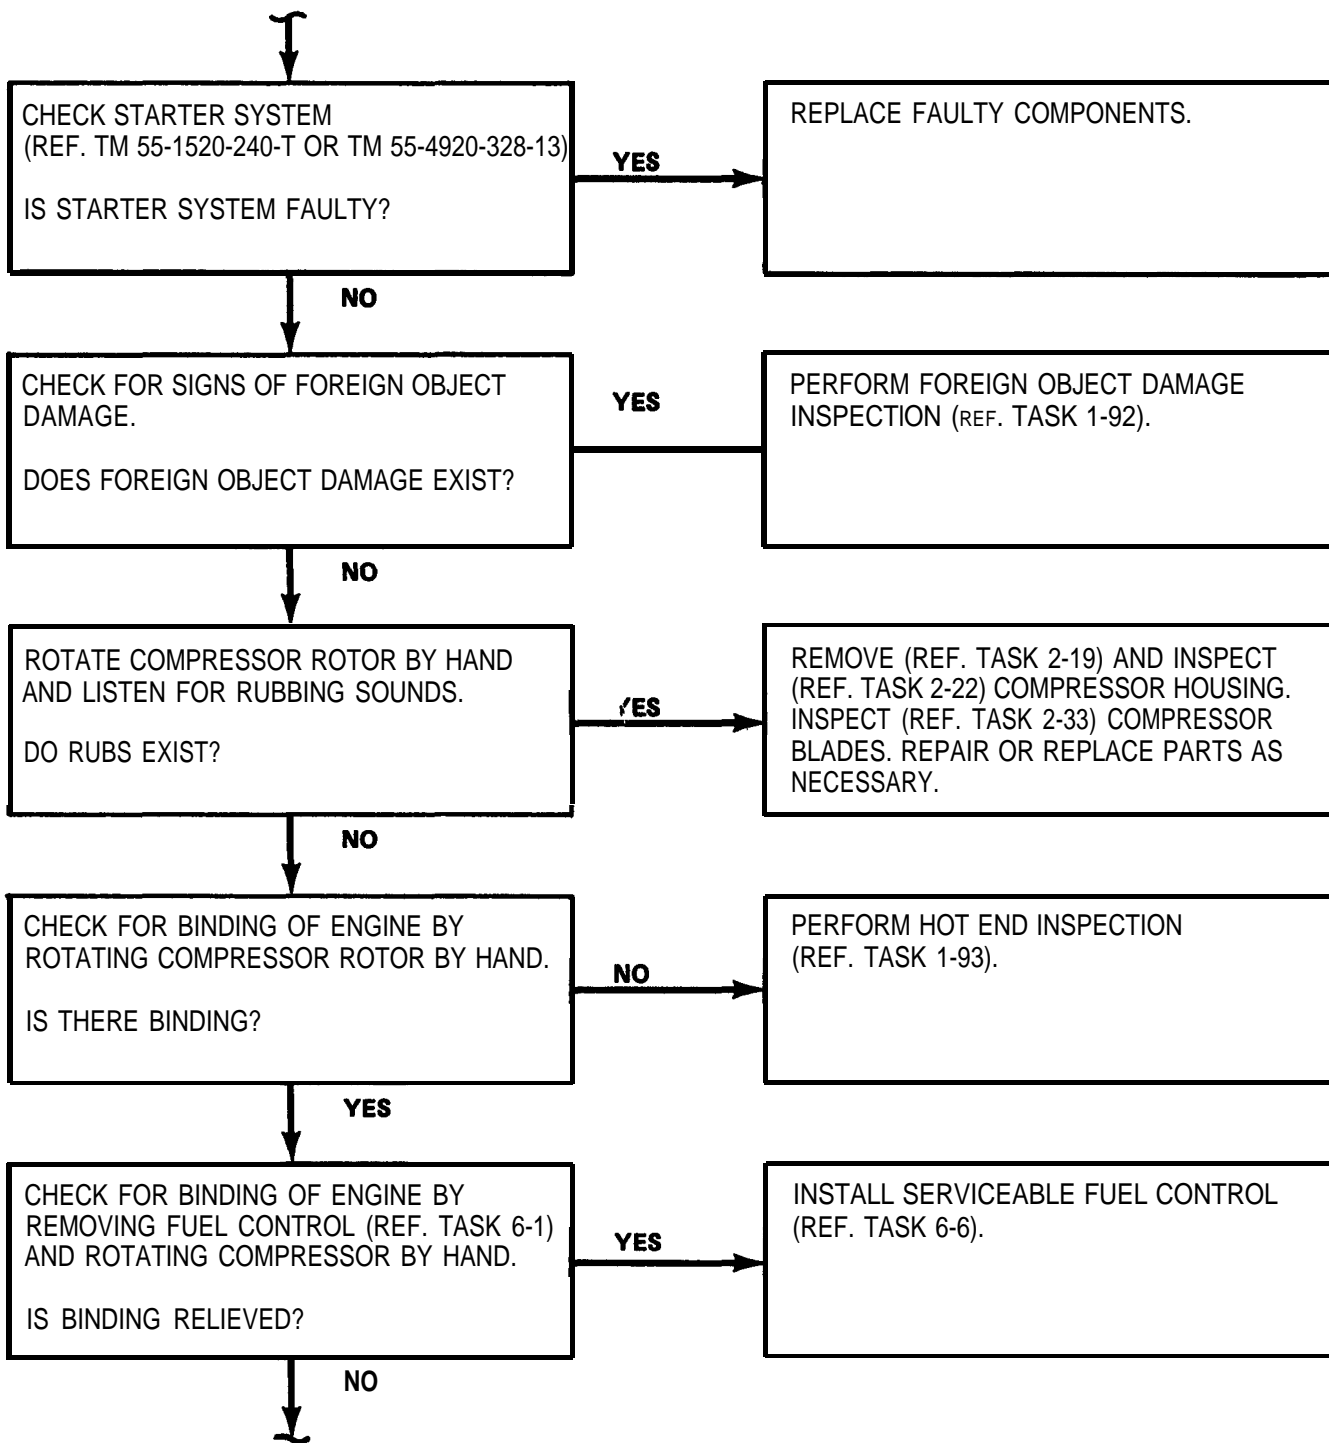 CHECK STARTER SYSTEM
(REF. TM 55-1520-240-T OR TM 55-4920-328-13)
IS STARTER SYSTEM FAULTY?
YES
REPLACE FAULTY COMPONENTS.
NO
CHECK FOR SIGNS OF FOREIGN OBJECT
DAMAGE.
DOES FOREIGN OBJECT DAMAGE EXIST?
YES
PERFORM FOREIGN OBJECT DAMAGE
INSPECTION (REF. TASK 1-92).
NO
ROTATE COMPRESSOR ROTOR BY HAND
AND LISTEN FOR RUBBING SOUNDS.
DO RUBS EXIST?
YES
REMOVE (REF. TASK 2-19) AND INSPECT
(REF. TASK 2-22) COMPRESSOR HOUSING.
INSPECT (REF. TASK 2-33) COMPRESSOR
BLADES. REPAIR OR REPLACE PARTS AS
NECESSARY.
NO
CHECK FOR BINDING OF ENGINE BY
ROTATING COMPRESSOR ROTOR BY HAND.
IS THERE BINDING?
NO
PERFORM HOT END INSPECTION
(REF. TASK 1-93).
YES
CHECK FOR BINDING OF ENGINE BY
REMOVING FUEL CONTROL (REF. TASK 6-1)
AND ROTATING COMPRESSOR BY HAND.
IS BINDING RELIEVED?
YES
INSTALL SERVICEABLE FUEL CONTROL
(REF. TASK 6-6).
NO